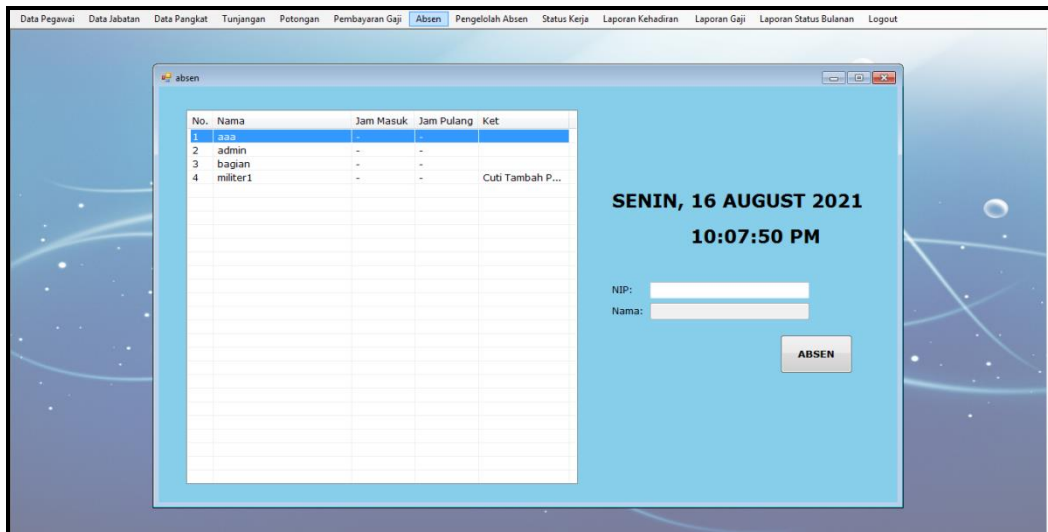 Data Pegawai Data Jabatan Data Pangkat Tunjangan Potongan Pembayaran Gaji Absen Pengelolah Absen Status Kerja Laporan Kehadiran Laporan Gaji Laporan Status Bulanan Logout
absen
No. Nama Jam Masuk Jam Pulang Ket
1 aaa - -
2 admin - -
3 bagian - -
4 militer1 - - Cuti Tambah P...
SENIN, 16 AUGUST 2021
10:07:50 PM
NIP:
Nama:
ABSEN